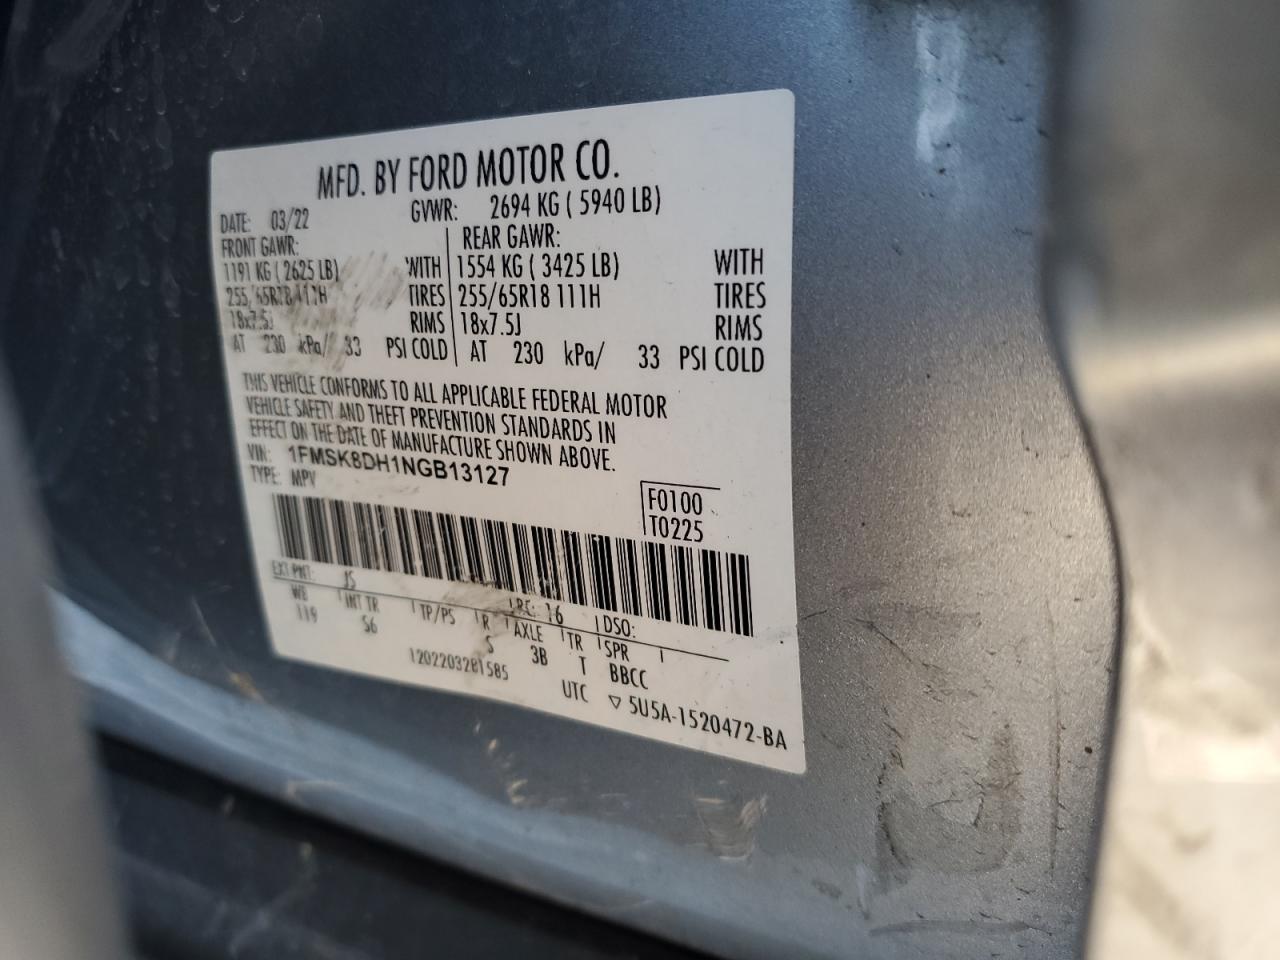 MFD. BY FORD MOTOR CO.
DATE: 03/22 GVWR: 2694 KG ( 5940 LB)
FRONT GAWR: REAR GAWR:
1191 KG ( 2625 LB) WITH 1554 KG ( 3425 LB) WITH
255/65R18 111H TIRES 255/65R18 111H TIRES
18x7.5J RIMS 18x7.5J RIMS
AT 230 kPa/ 33 PSI COLD AT 230 kPa/ 33 PSI COLD
THIS VEHICLE CONFORMS TO ALL APPLICABLE FEDERAL MOTOR
VEHICLE SAFETY AND THEFT PREVENTION STANDARDS IN
EFFECT ON THE DATE OF MANUFACTURE SHOWN ABOVE.
VIN: 1FMSK8DH1NGB13127
TYPE: MPV
F0100
T0225
EXT PNT: JS RC: 16 DSO:
WB INT TR TP/PS R AXLE TR SPR
119 S6 S 3B T BBCC
1202203281585 UTC ▽ 5U5A-1520472-BA